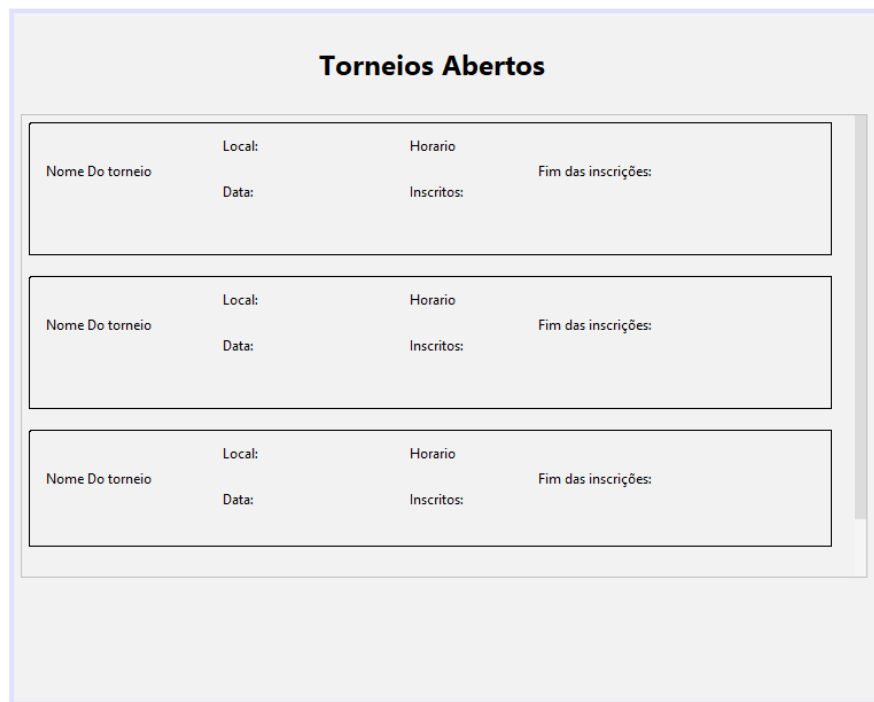 Torneios Abertos
Local: Horario
Nome Do torneio Fim das inscrições:
Data: Inscritos:
Local: Horario
Nome Do torneio Fim das inscrições:
Data: Inscritos:
Local: Horario
Nome Do torneio Fim das inscrições:
Data: Inscritos: